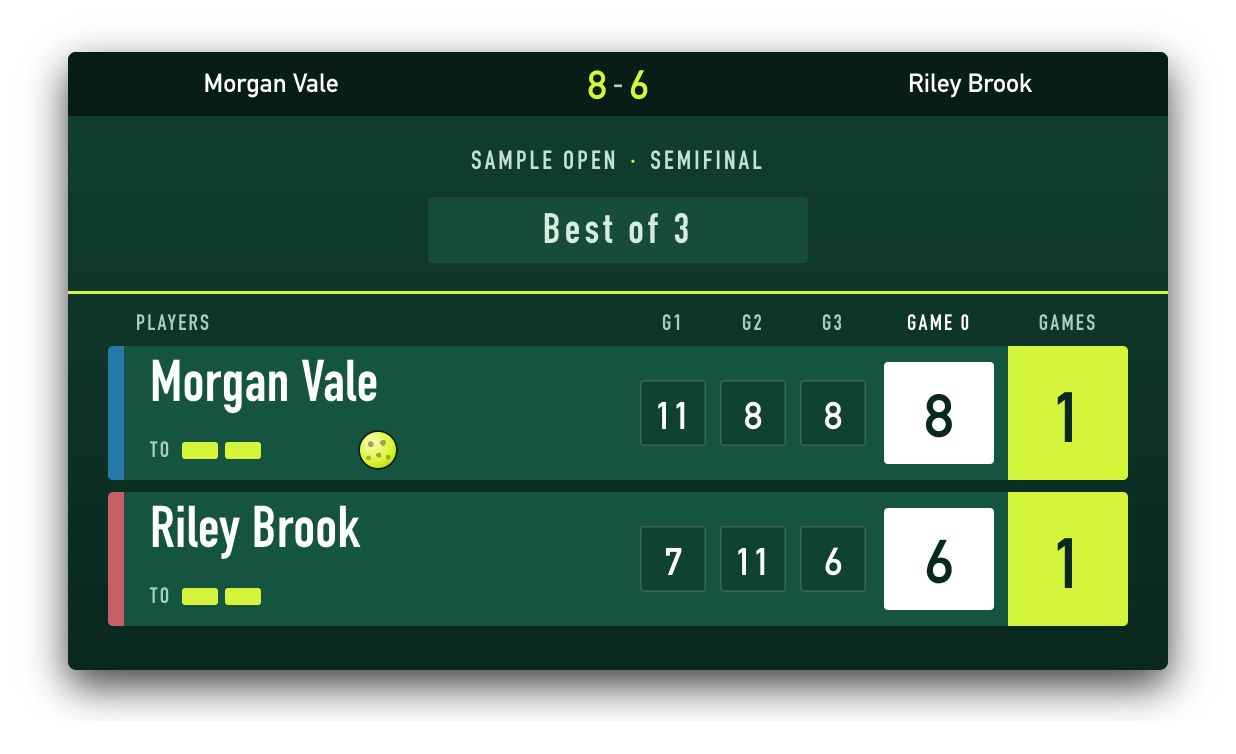 Morgan Vale 8 - 6 Riley Brook
SAMPLE OPEN · SEMIFINAL
Best of 3
PLAYERS G1 G2 G3 GAME 0 GAMES
Morgan Vale 11 8 8 8 1
TO
Riley Brook 7 11 6 6 1
TO